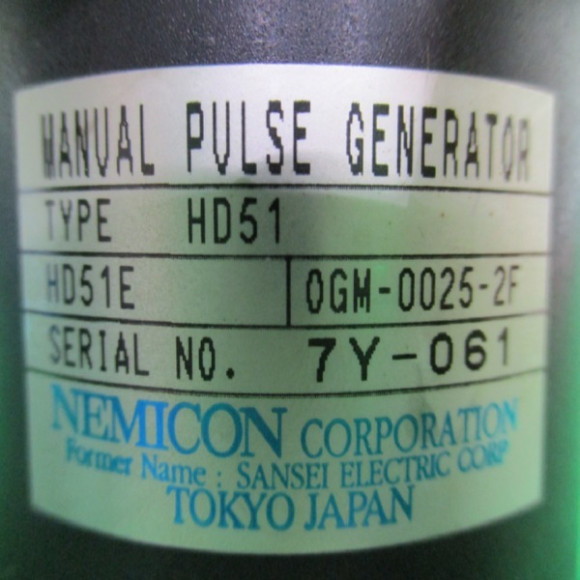 MANUAL PULSE GENERATOR
TYPE HD51
HD51E OGM-0025-2F
SERIAL NO. 7Y-061
NEMICON CORPORATION
Former Name : SANSEI ELECTRIC CORP
TOKYO JAPAN